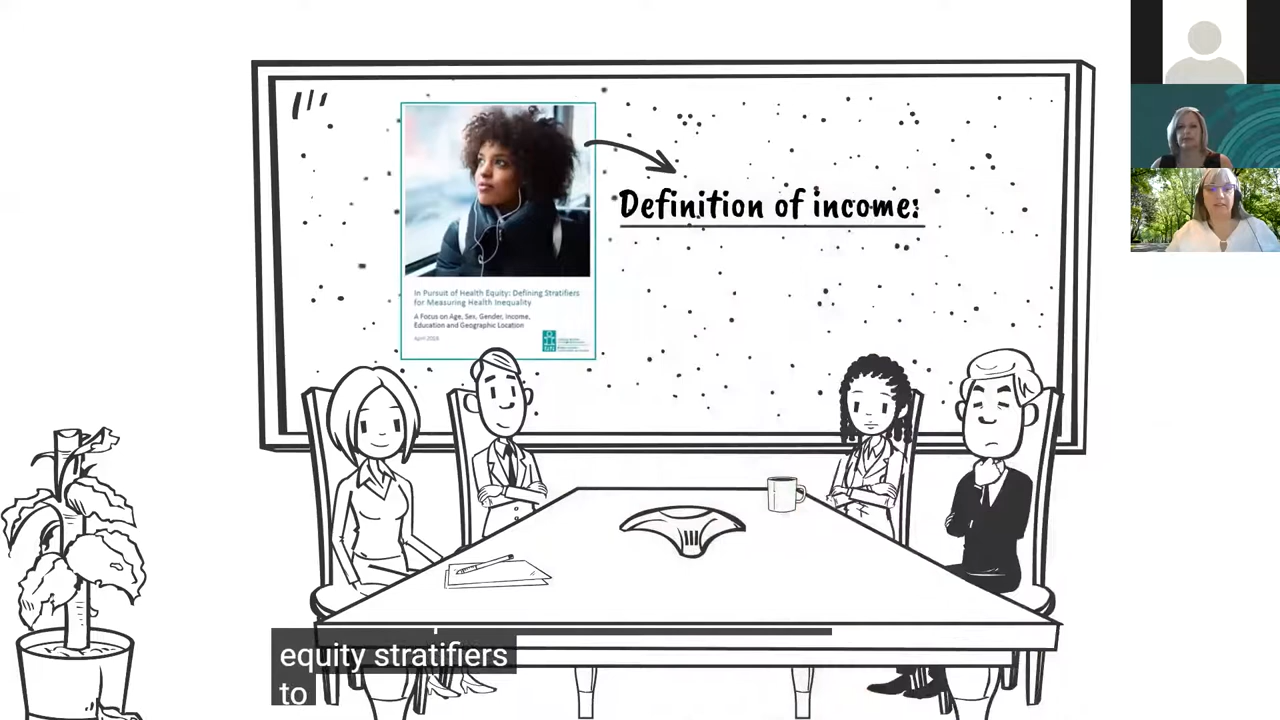 Definition of income:
In Pursuit of Health Equity: Defining Stratifiers
for Measuring Health Inequality
A Focus on Age, Sex, Gender, Income,
Education and Geographic Location
equity stratifiers
to